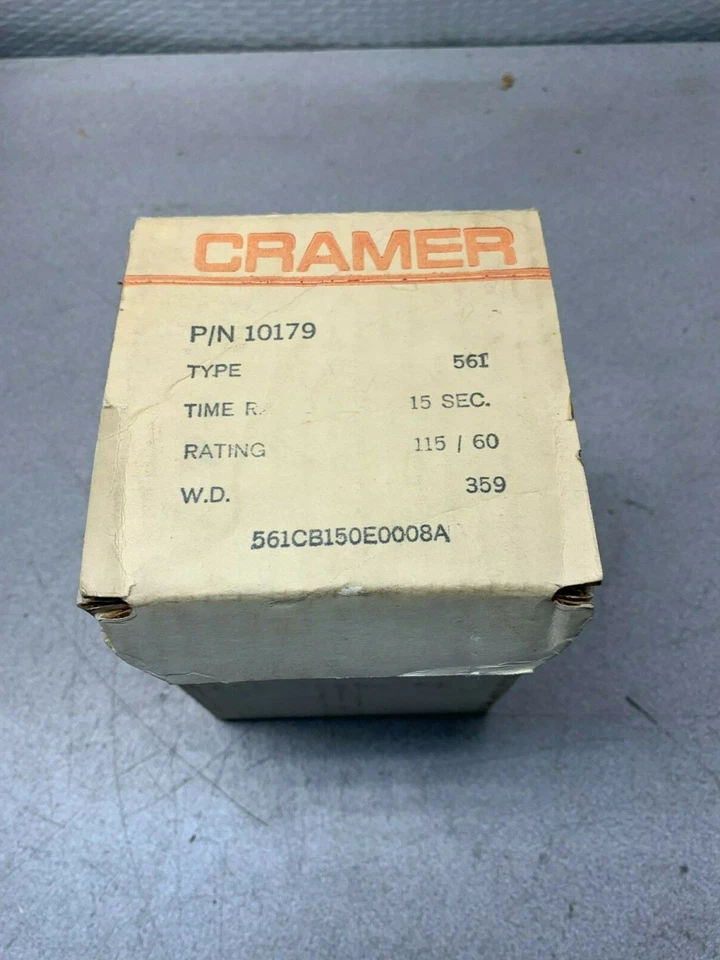 CRAMER
P/N 10179
TYPE 561
TIME R. 15 SEC.
RATING 115 / 60
W.D. 359
561CB150E0008A